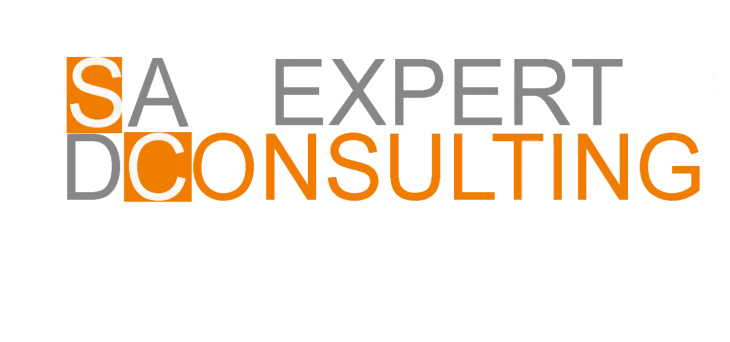 SA EXPERT
DCONSULTING